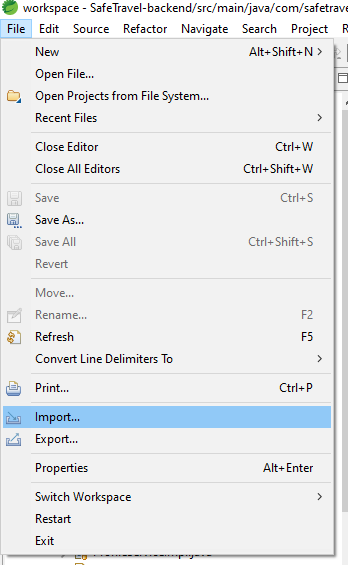 workspace - SafeTravel-backend/src/main/java/com/safetrave
File Edit Source Refactor Navigate Search Project R
New Alt+Shift+N
Open File...
Open Projects from File System...
Recent Files
Close Editor Ctrl+W
Close All Editors Ctrl+Shift+W
Save Ctrl+S
Save As...
Save All Ctrl+Shift+S
Revert
Move...
Rename... F2
Refresh F5
Convert Line Delimiters To
Print... Ctrl+P
Import...
Export...
Properties Alt+Enter
Switch Workspace
Restart
Exit